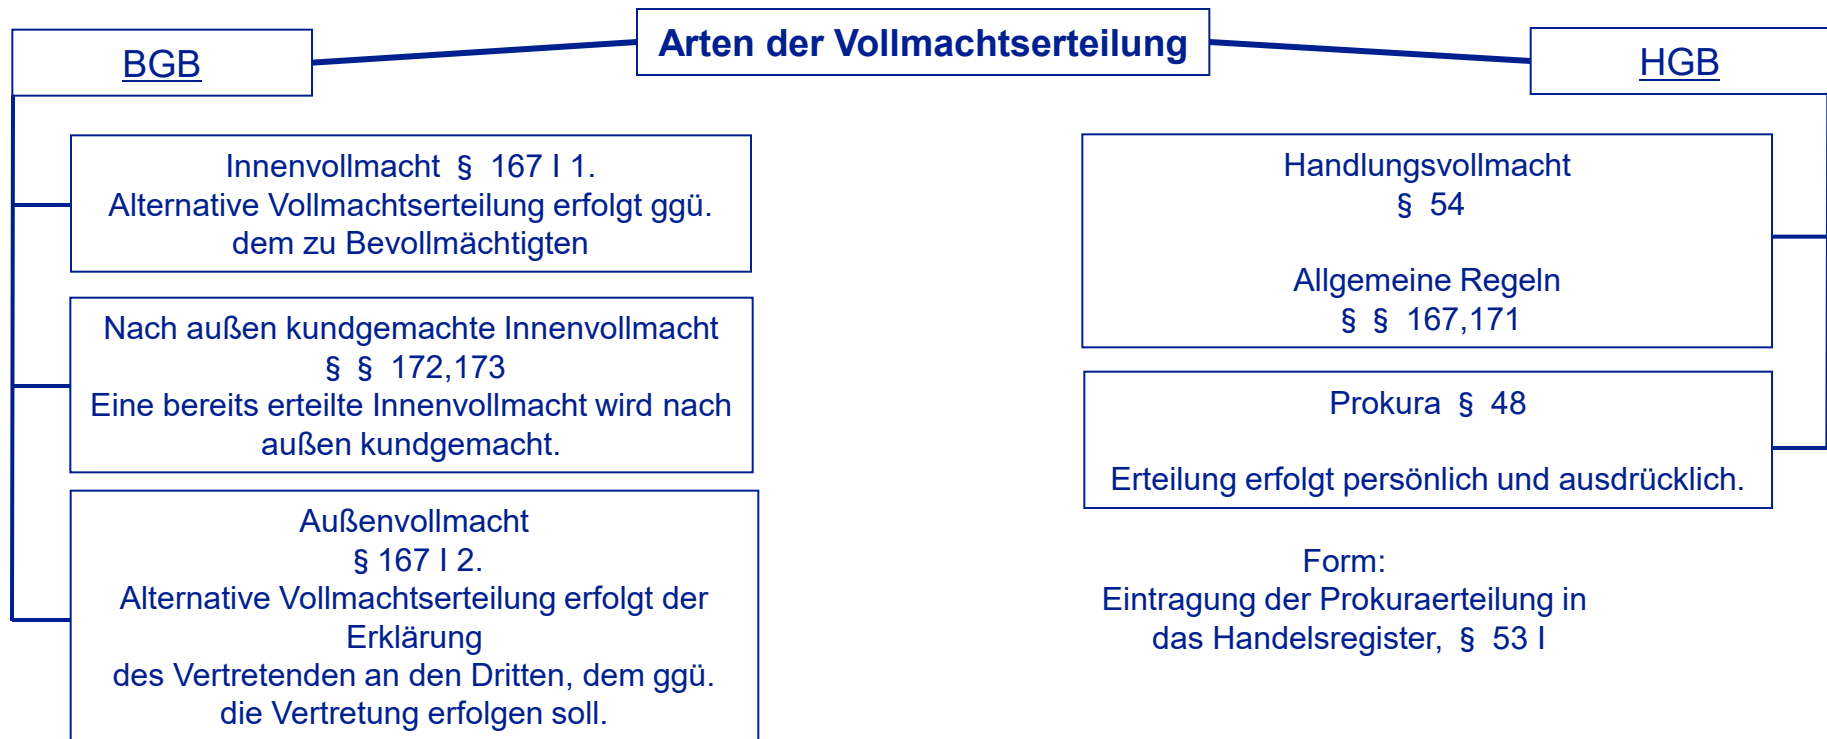 Arten der Vollmachtserteilung
BGB
Innenvollmacht § 167 I 1.
Alternative Vollmachtserteilung erfolgt ggü.
dem zu Bevollmächtigten
Nach außen kundgemachte Innenvollmacht
§ § 172,173
Eine bereits erteilte Innenvollmacht wird nach
außen kundgemacht.
Außenvollmacht
§ 167 I 2.
Alternative Vollmachtserteilung erfolgt der
Erklärung
des Vertretenden an den Dritten, dem ggü.
die Vertretung erfolgen soll.
HGB
Handlungsvollmacht
§ 54
Allgemeine Regeln
§ § 167,171
Prokura § 48
Erteilung erfolgt persönlich und ausdrücklich.
Form:
Eintragung der Prokuraerteilung in
das Handelsregister, § 53 I